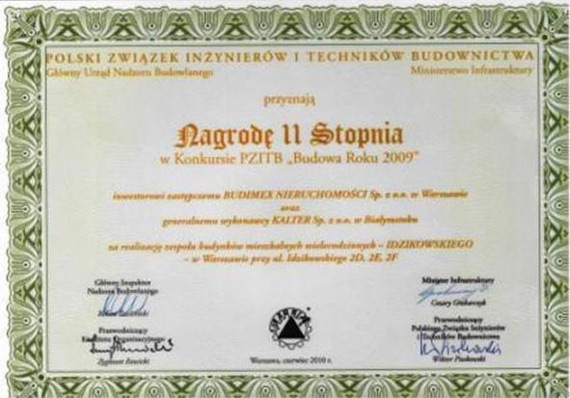 POLSKI ZWIĄZEK INŻYNIERÓW I TECHNIKÓW BUDOWNICTWA
Główny Urząd Nadzoru Budowlanego Ministerstwo Infrastruktury
przyznają
Nagrodę II Stopnia
w Konkursie PZITB „Budowa Roku 2009”
inwestorowi zastępczemu BUDIMEX NIERUCHOMOŚCI Sp. z o.o. w Warszawie
oraz
generalnemu wykonawcy KALTER Sp. z o.o. w Białymstoku
za realizację zespołu budynków mieszkalnych wielorodzinnych – IDZIKOWSKIEGO
– w Warszawie przy ul. Idzikowskiego 2D, 2E, 2F
Główny Inspektor
Nadzoru Budowlanego
Minister Infrastruktury
Cezary Grabarczyk
Przewodniczący
Komitetu Organizacyjnego
Przewodniczący
Polskiego Związku Inżynierów
i Techników Budownictwa
Wiktor Piwkowski
Warszawa, czerwiec 2010 r.